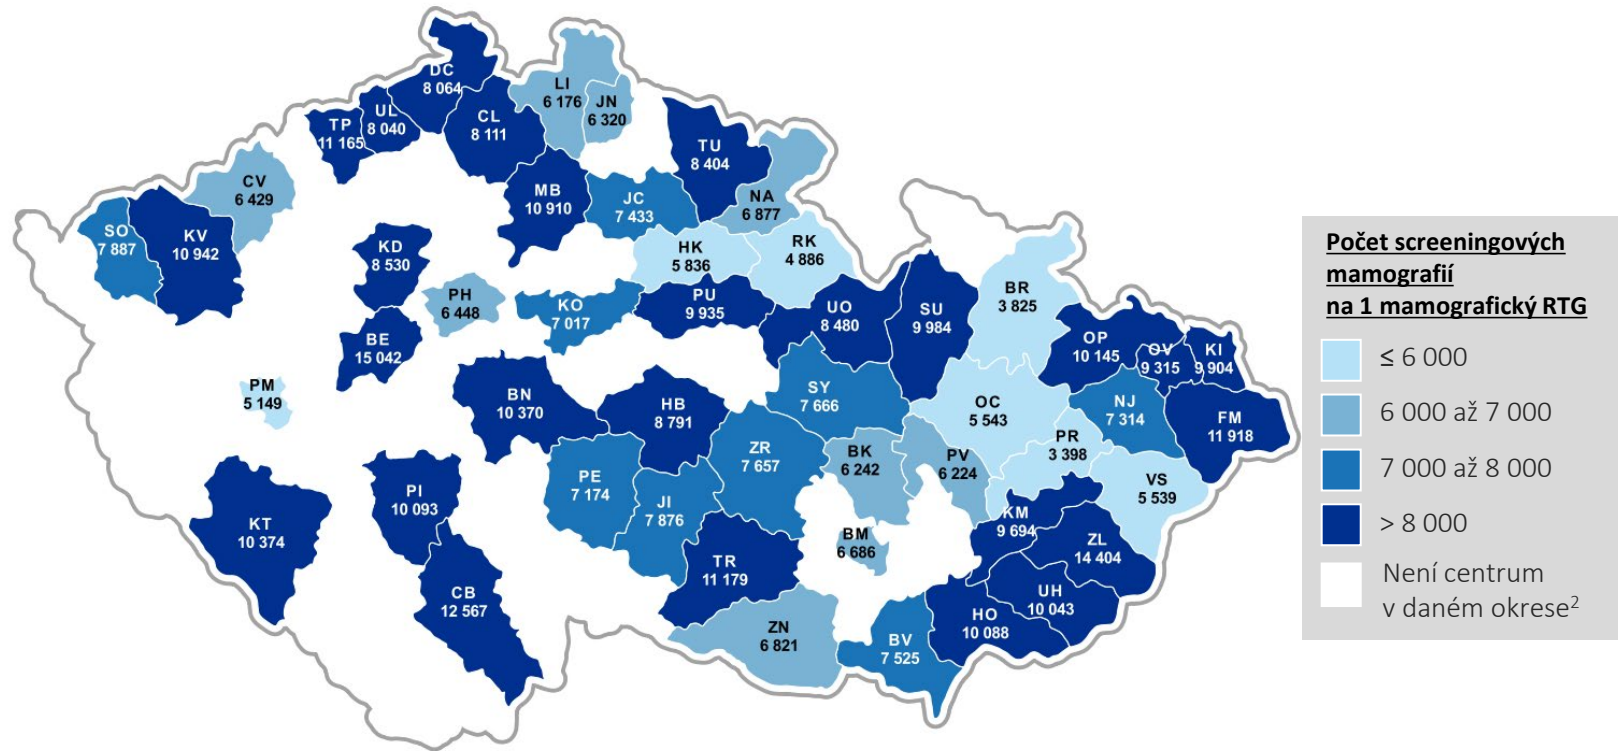 DC
8 064
LI
6 176
JN
6 320
UL
8 040
TP
11 165
CL
8 111
TU
8 404
CV
6 429
MB
10 910
JC
7 433
NA
6 877
SO
7 887
KV
10 942
KD
8 530
HK
5 836
RK
4 886
PH
6 448
KO
7 017
PU
9 935
UO
8 480
SU
9 984
BR
3 825
BE
15 042
OP
10 145
OV
9 315
KI
9 904
PM
5 149
BN
10 370
HB
8 791
SY
7 666
OC
5 543
NJ
7 314
FM
11 918
PR
3 398
ZR
7 657
BK
6 242
PV
6 224
VS
5 539
PE
7 174
JI
7 876
PI
10 093
KT
10 374
KM
9 694
BM
6 686
ZL
14 404
TR
11 179
CB
12 567
UH
10 043
HO
10 088
ZN
6 821
BV
7 525
Počet screeningových
mamografií
na 1 mamografický RTG
≤ 6 000
6 000 až 7 000
7 000 až 8 000
> 8 000
Není centrum
v daném okrese²